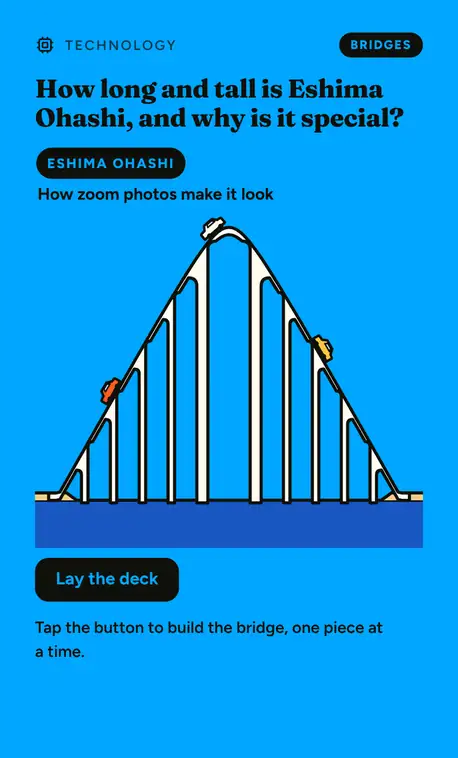 TECHNOLOGY
BRIDGES
How long and tall is Eshima
Ohashi, and why is it special?
ESHIMA OHASHI
How zoom photos make it look
Lay the deck
Tap the button to build the bridge, one piece at
a time.